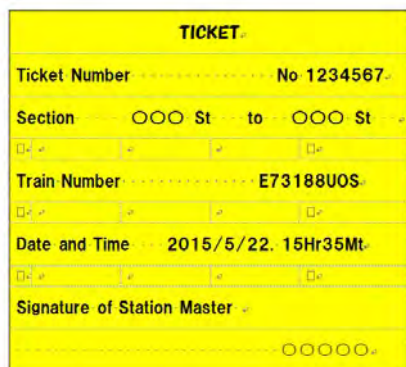 TICKET
Ticket Number No 1234567
Section ○○○ St to ○○○ St
Train Number E73188UOS
Date and Time 2015/5/22. 15Hr35Mt
Signature of Station Master
○○○○○